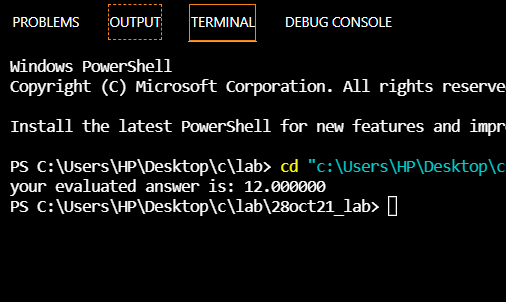 PROBLEMS OUTPUT TERMINAL DEBUG CONSOLE
Windows PowerShell
Copyright (C) Microsoft Corporation. All rights reserve
Install the latest PowerShell for new features and impr
PS C:\Users\HP\Desktop\c\lab> cd "c:\Users\HP\Desktop\c
your evaluated answer is: 12.000000
PS C:\Users\HP\Desktop\c\lab\28oct21_lab>